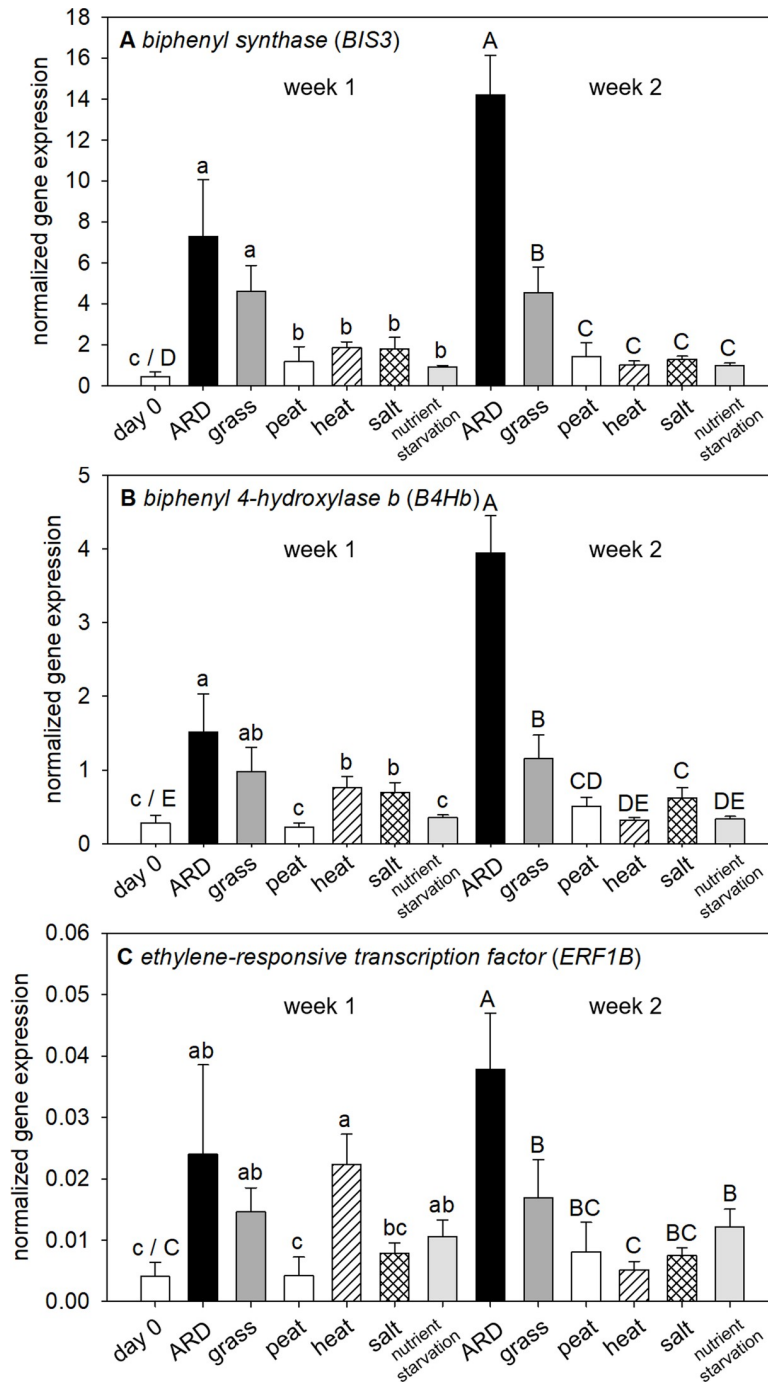 A biphenyl synthase (BIS3)
week 1
week 2
normalized gene expression
18
16
14
12
10
8
6
4
2
0
c / D
a
a
b
b
b
b
A
B
C
C
C
C
day 0
ARD
grass
peat
heat
salt
nutrient
starvation
ARD
grass
peat
heat
salt
nutrient
starvation
B biphenyl 4-hydroxylase b (B4Hb)
week 1
week 2
normalized gene expression
5
4
3
2
1
0
c / E
a
ab
c
b
b
c
A
B
CD
DE
C
DE
day 0
ARD
grass
peat
heat
salt
nutrient
starvation
ARD
grass
peat
heat
salt
nutrient
starvation
C ethylene-responsive transcription factor (ERF1B)
week 1
week 2
normalized gene expression
0.06
0.05
0.04
0.03
0.02
0.01
0.00
c / C
ab
ab
c
a
bc
ab
A
B
BC
C
BC
B
day 0
ARD
grass
peat
heat
salt
nutrient
starvation
ARD
grass
peat
heat
salt
nutrient
starvation